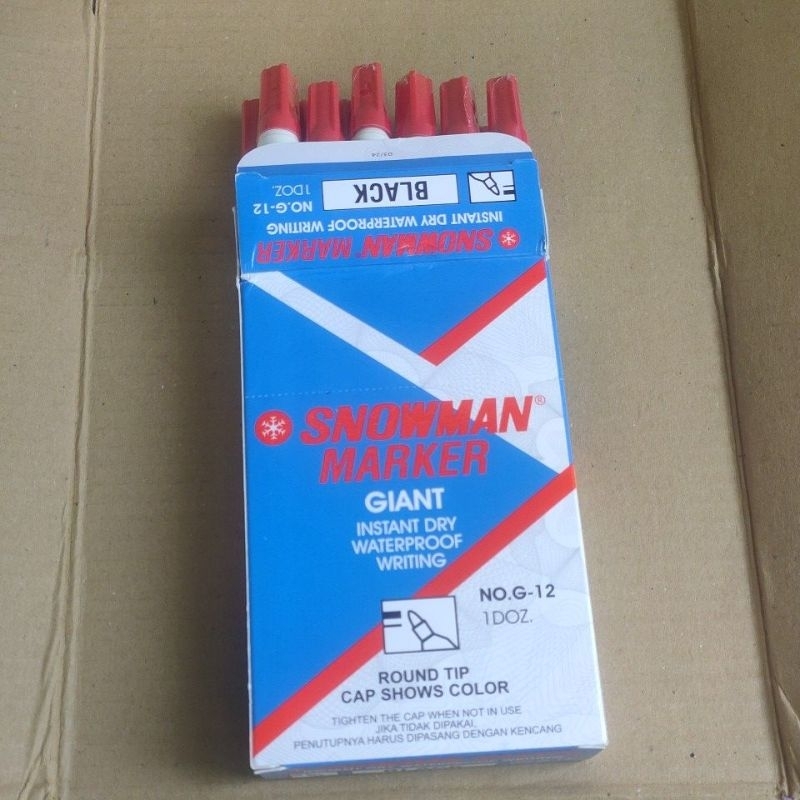 03/24
BLACK
NO.G-12
1DOZ.
INSTANT DRY WATERPROOF WRITING
SNOWMAN MARKER
SNOWMAN®
MARKER
GIANT
INSTANT DRY
WATERPROOF
WRITING
NO.G-12
1DOZ.
ROUND TIP
CAP SHOWS COLOR
TIGHTEN THE CAP WHEN NOT IN USE
JIKA TIDAK DIPAKAI,
PENUTUPNYA HARUS DIPASANG DENGAN KENCANG